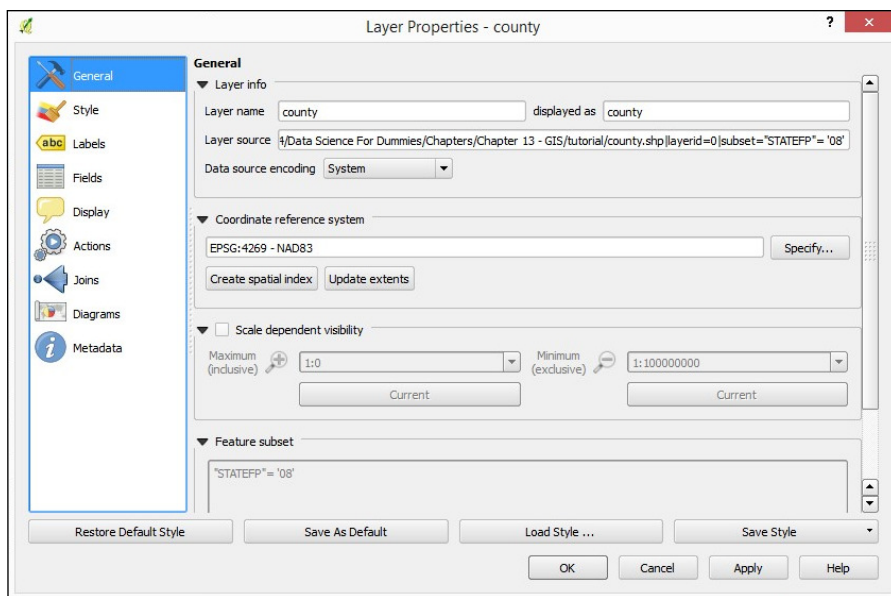 Layer Properties - county
? ×
General
Style
abc Labels
Fields
Display
Actions
Joins
Diagrams
i Metadata
General
Layer info
Layer name county displayed as county
Layer source 4/Data Science For Dummies/Chapters/Chapter 13 - GIS/tutorial/county.shp|layerid=0|subset="STATEFP"= '08'
Data source encoding System
Coordinate reference system
EPSG:4269 - NAD83 Specify...
Create spatial index Update extents
Scale dependent visibility
Maximum (inclusive) 1:0 Minimum (exclusive) 1:100000000
Current Current
Feature subset
"STATEFP"= '08'
Restore Default Style Save As Default Load Style ... Save Style
OK Cancel Apply Help